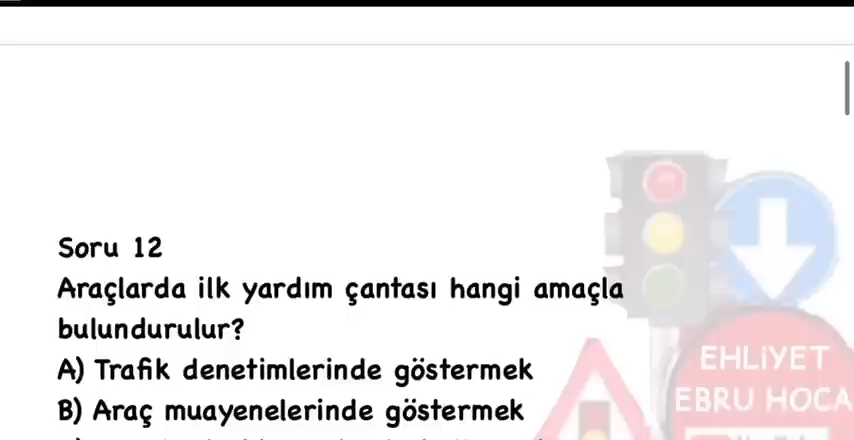 Soru 12
Araçlarda ilk yardım çantası hangi amaçla
bulundurulur?
A) Trafik denetimlerinde göstermek
B) Araç muayenelerinde göstermek
EHLİYET
EBRU HOCA